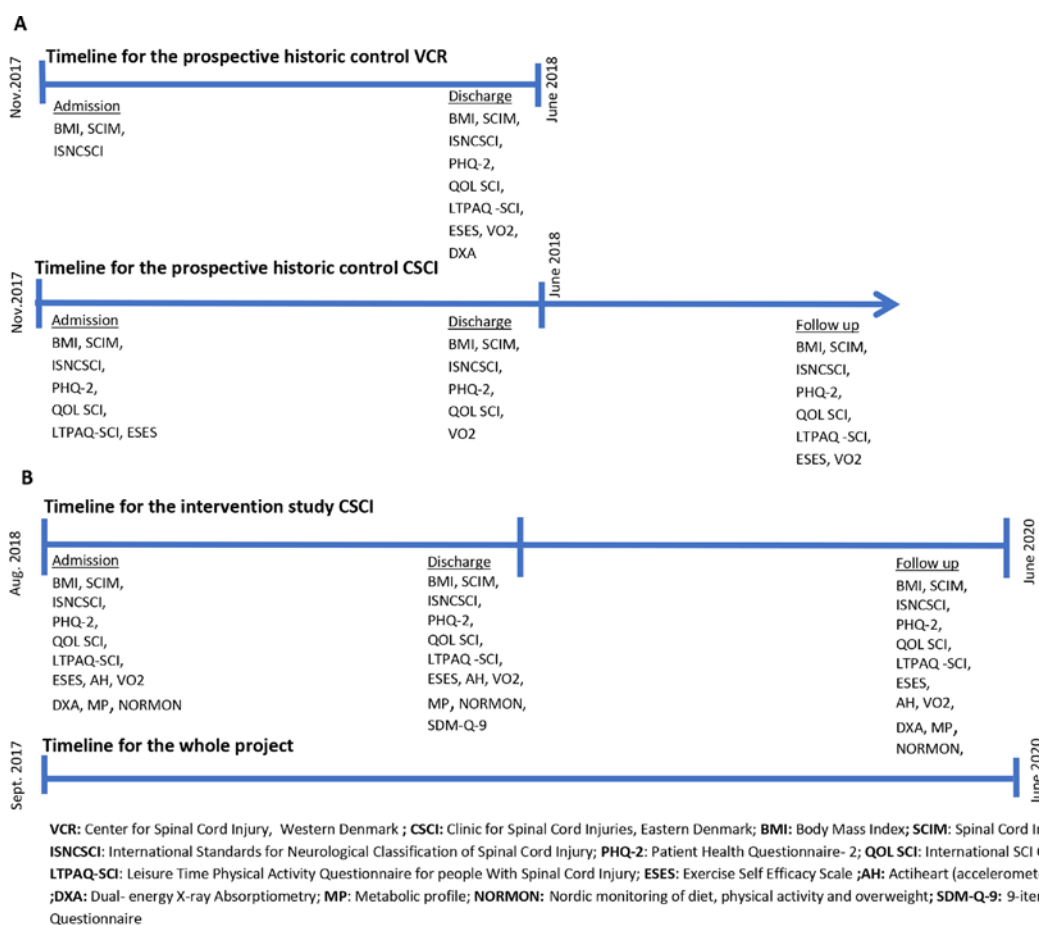 A
Timeline for the prospective historic control VCR
Nov.2017
June 2018
Admission
BMI, SCIM,
ISNCSCI
Discharge
BMI, SCIM,
ISNCSCI,
PHQ-2,
QOL SCI,
LTPAQ -SCI,
ESES, VO2,
DXA
Timeline for the prospective historic control CSCI
Nov.2017
June 2018
Admission
BMI, SCIM,
ISNCSCI,
PHQ-2,
QOL SCI,
LTPAQ-SCI, ESES
Discharge
BMI, SCIM,
ISNCSCI,
PHQ-2,
QOL SCI,
VO2
Follow up
BMI, SCIM,
ISNCSCI,
PHQ-2,
QOL SCI,
LTPAQ -SCI,
ESES, VO2
B
Timeline for the intervention study CSCI
Aug. 2018
June 2020
Admission
BMI, SCIM,
ISNCSCI,
PHQ-2,
QOL SCI,
LTPAQ-SCI,
ESES, AH, VO2
DXA, MP, NORMON
Discharge
BMI, SCIM,
ISNCSCI,
PHQ-2,
QOL SCI,
LTPAQ -SCI,
ESES, AH, VO2,
MP, NORMON,
SDM-Q-9
Follow up
BMI, SCIM,
ISNCSCI,
PHQ-2,
QOL SCI,
LTPAQ -SCI,
ESES,
AH, VO2,
DXA, MP,
NORMON,
Timeline for the whole project
Sept. 2017
June 2020
VCR: Center for Spinal Cord Injury, Western Denmark ; CSCI: Clinic for Spinal Cord Injuries, Eastern Denmark; BMI: Body Mass Index; SCIM: Spinal Cord
ISNCSCI: International Standards for Neurological Classification of Spinal Cord Injury; PHQ-2: Patient Health Questionnaire- 2; QOL SCI: International SCI
LTPAQ-SCI: Leisure Time Physical Activity Questionnaire for people With Spinal Cord Injury; ESES: Exercise Self Efficacy Scale ;AH: Actiheart
;DXA: Dual- energy X-ray Absorptiometry; MP: Metabolic profile; NORMON: Nordic monitoring of diet, physical activity and overweight; SDM-Q-9:
Questionnaire